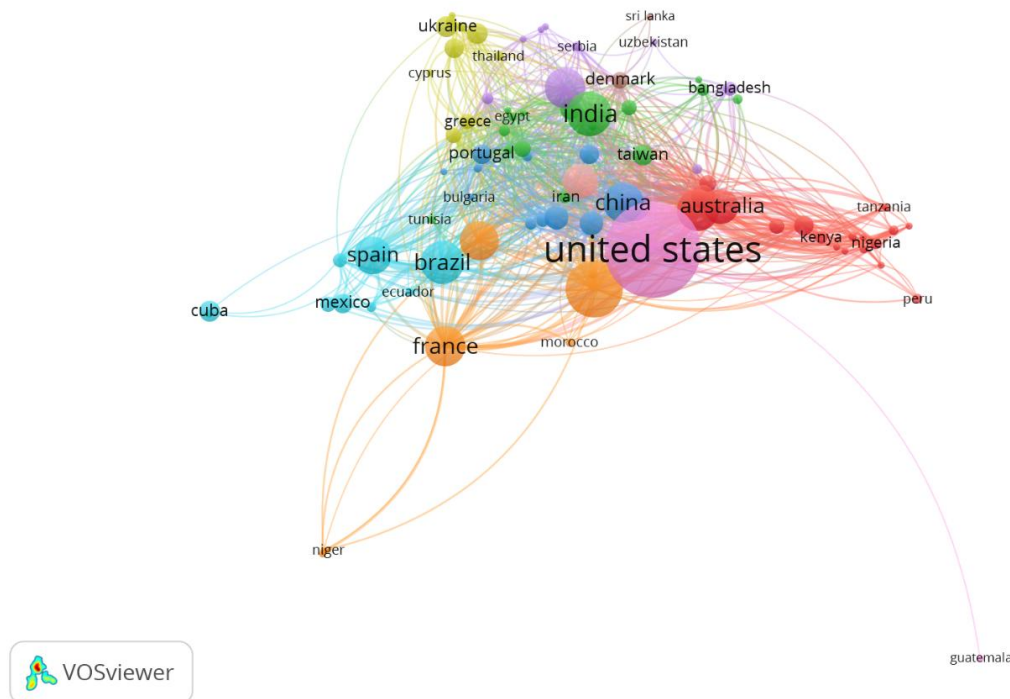 sri lanka
ukraine
serbia
uzbekistan
thailand
cyprus
denmark
bangladesh
india
egypt
greece
portugal
taiwan
bulgaria
iran
china
australia
tanzania
tunisia
kenya
nigeria
united states
spain
brazil
ecuador
peru
cuba
mexico
france
morocco
niger
guatemala
VOSviewer